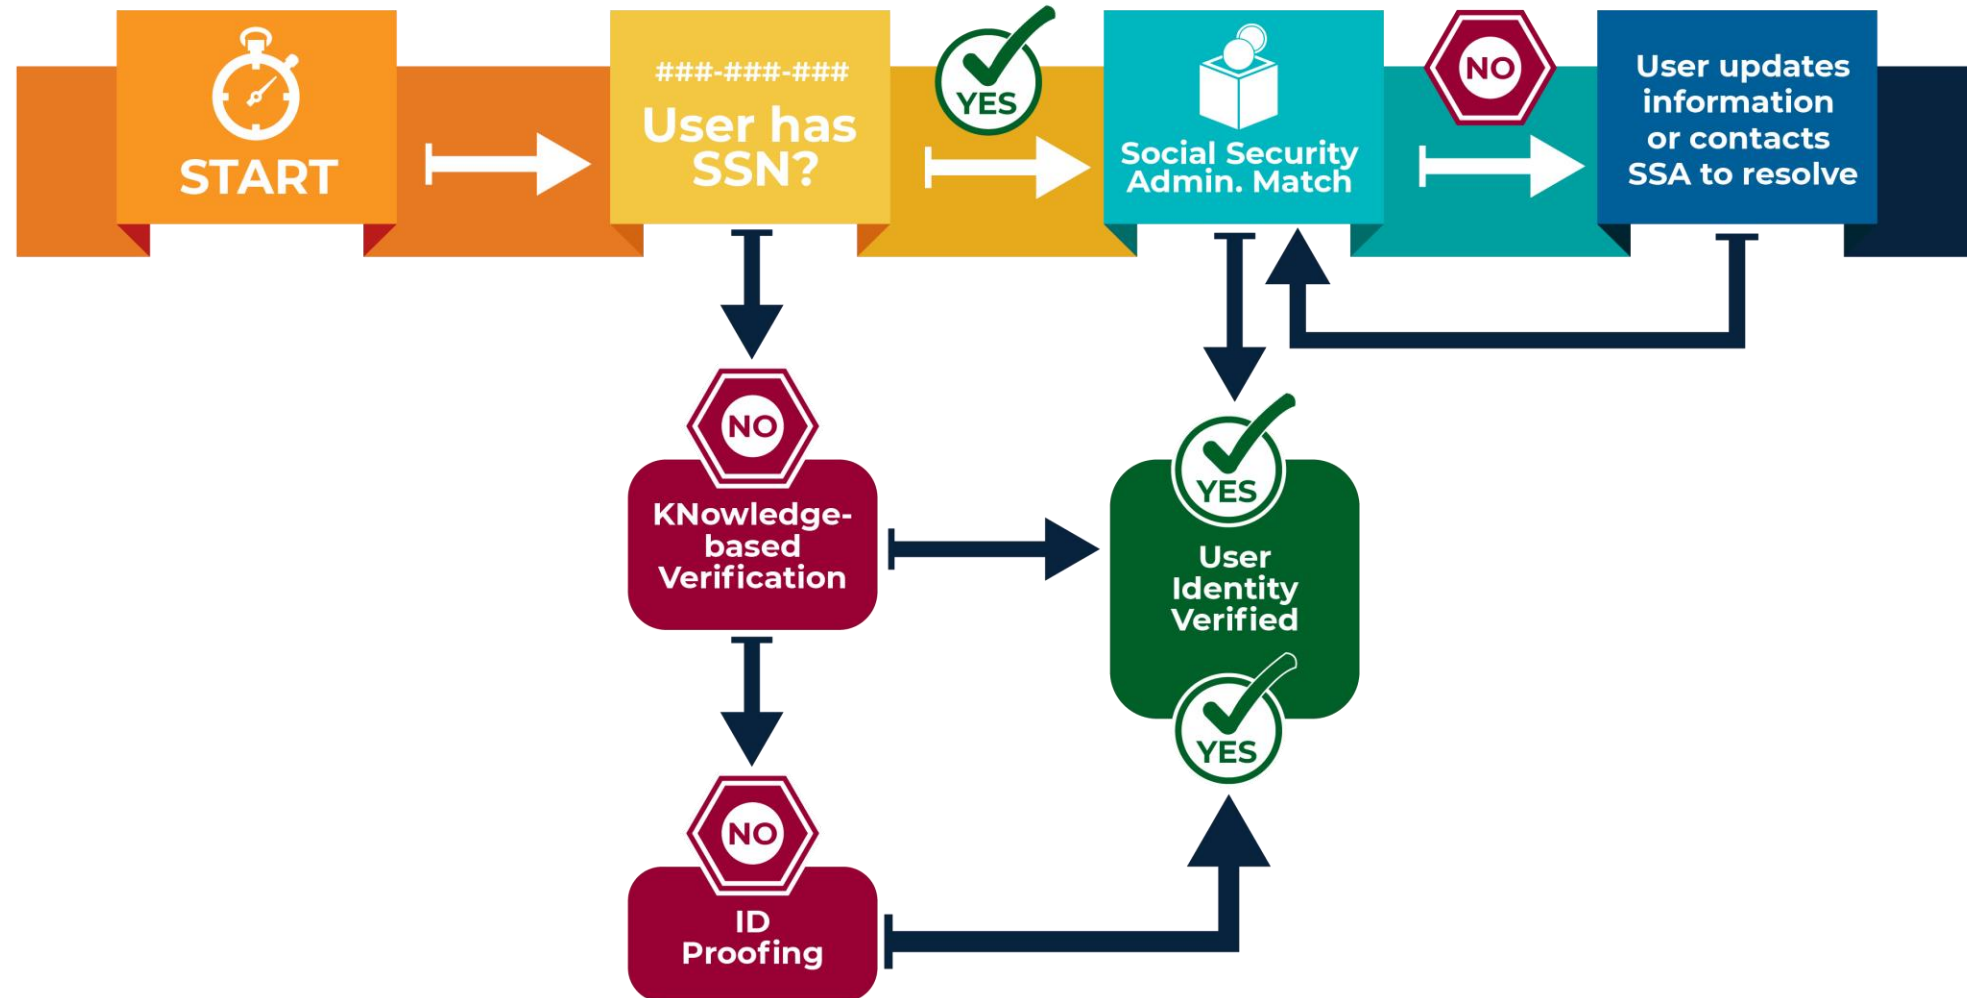 START
###-###-###
User has
SSN?
YES
Social Security
Admin. Match
NO
User updates
information
or contacts
SSA to resolve
NO
KNowledge-
based
Verification
YES
User
Identity
Verified
YES
NO
ID
Proofing